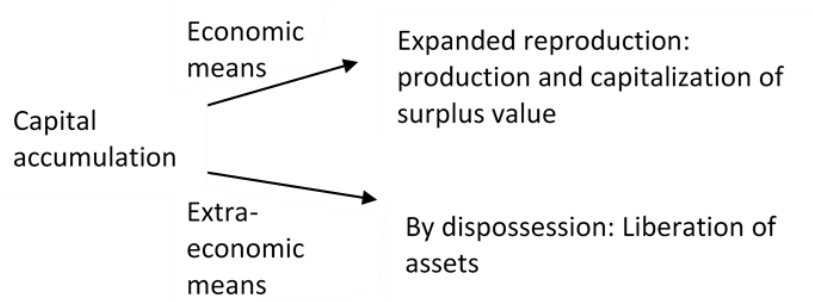 Economic
means
Expanded reproduction:
production and capitalization of
surplus value
Capital
accumulation
Extra-
economic
means
By dispossession: Liberation of
assets